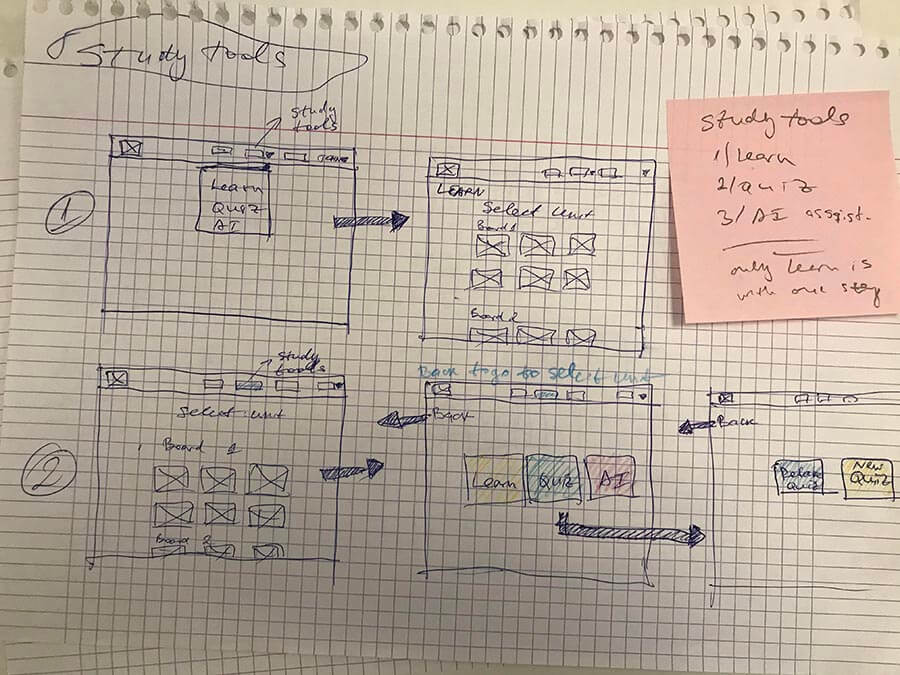 Study tools
study
tools
study tools
1/ Learn
2/ quiz
3/ AI assist.
only Learn is
with one step
1
Learn
Quiz
AI
LEARN
Select Unit
Board 1
Board 2
study
tools
Back to go to select unit
2
Select unit
Board 1
Board 2
Back
Learn
Quiz
AI
Back
Quiz
New
Quiz